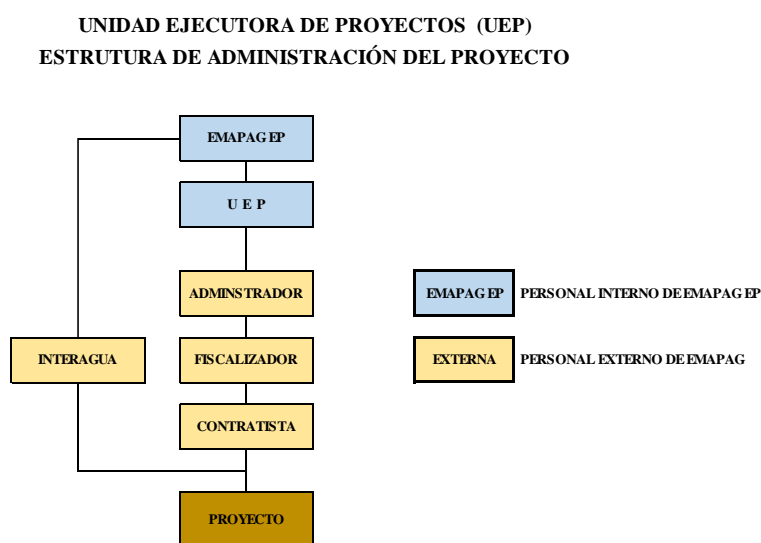 UNIDAD EJECUTORA DE PROYECTOS (UEP)
ESTRUTURA DE ADMINISTRACIÓN DEL PROYECTO
EMAPAG EP
U E P
ADMINSTRADOR
EMAPAG EP PERSONAL INTERNO DE EMAPAG EP
INTERAGUA
FISCALIZADOR
EXTERNA PERSONAL EXTERNO DE EMAPAG
CONTRATISTA
PROYECTO